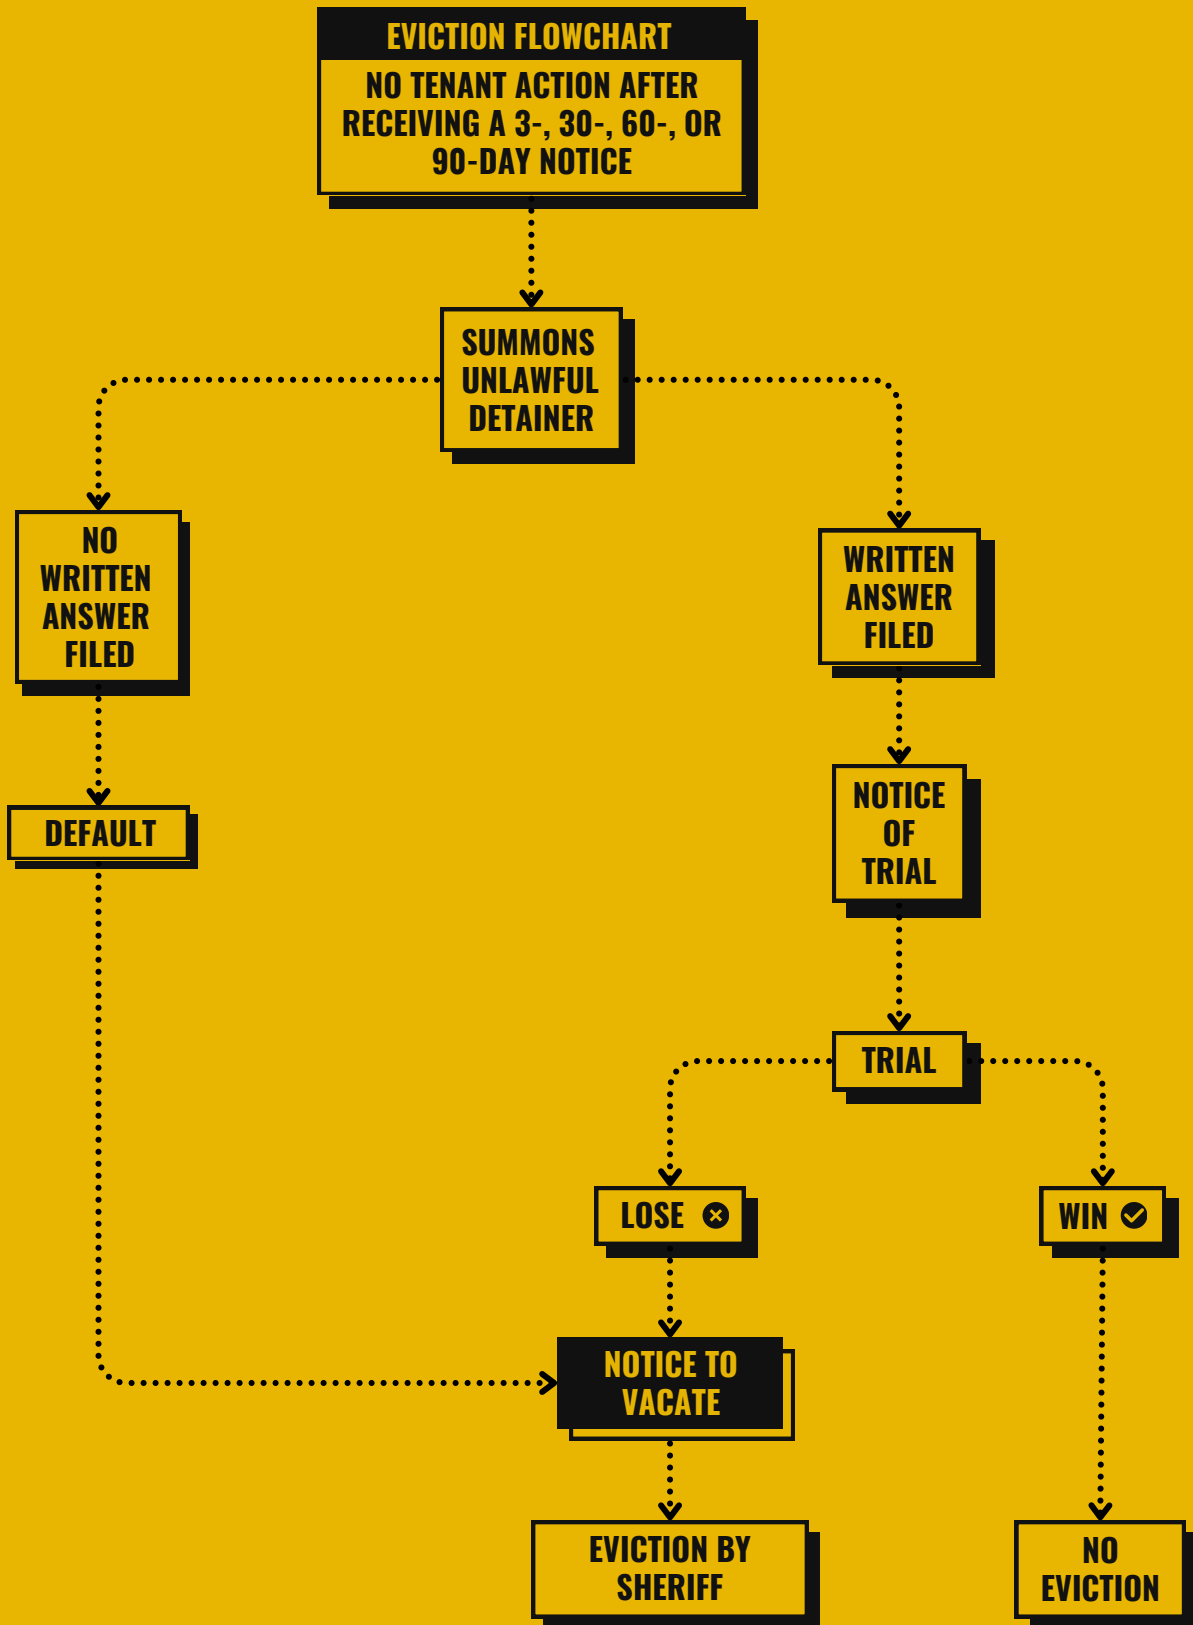 EVICTION FLOWCHART
NO TENANT ACTION AFTER
RECEIVING A 3-, 30-, 60-, OR
90-DAY NOTICE
SUMMONS
UNLAWFUL
DETAINER
NO
WRITTEN
ANSWER
FILED
WRITTEN
ANSWER
FILED
NOTICE
OF
TRIAL
DEFAULT
TRIAL
LOSE
WIN
NOTICE TO
VACATE
EVICTION BY
SHERIFF
NO
EVICTION